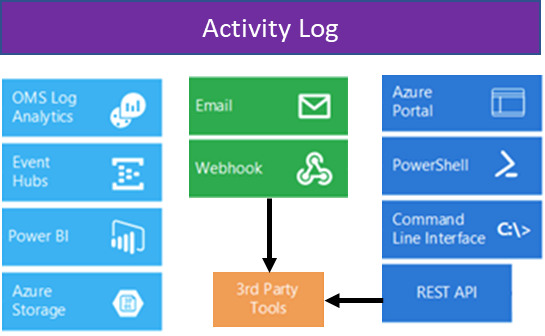 Activity Log
OMS Log
Analytics
Event
Hubs
Power BI
Azure
Storage
Email
Webhook
3rd Party
Tools
Azure
Portal
PowerShell
Command
Line Interface
C:\>
REST API